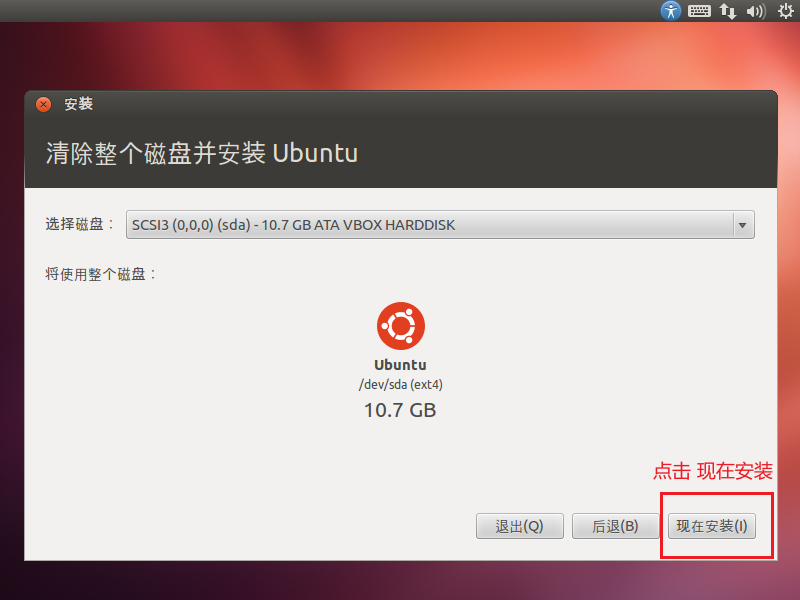 安装
清除整个磁盘并安装 Ubuntu
选择磁盘：
SCSI3 (0,0,0) (sda) - 10.7 GB ATA VBOX HARDDISK
将使用整个磁盘：
Ubuntu
/dev/sda (ext4)
10.7 GB
点击 现在安装
退出(Q)
后退(B)
现在安装(I)